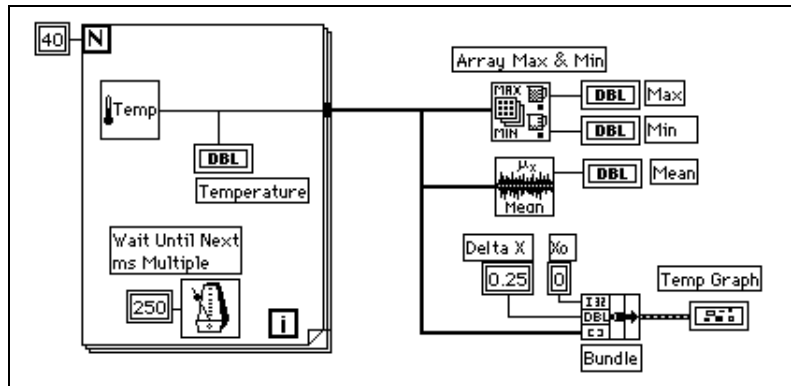 40
N
Temp
DBL
Temperature
Wait Until Next
ms Multiple
250
i
Array Max & Min
MAX
MIN
DBL
Max
DBL
Min
μx
Mean
DBL
Mean
Delta X
Xo
0.25
0
I32
DBL
[ ]
Bundle
Temp Graph